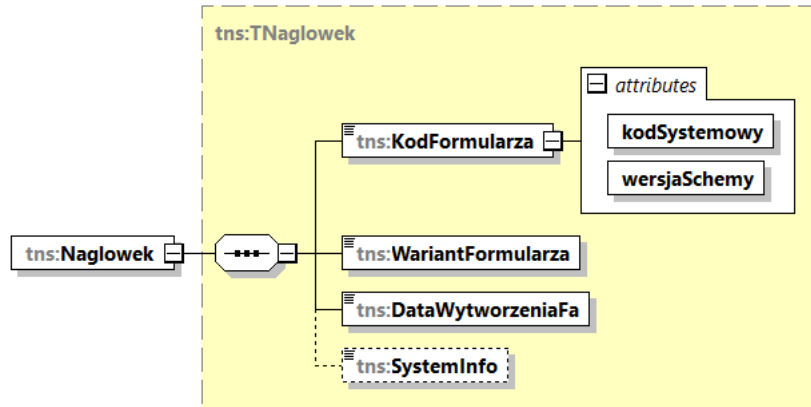 tns:TNaglowek
attributes
tns:KodFormularza
kodSystemowy
wersjaSchemy
tns:Naglowek
tns:WariantFormularza
tns:DataWytworzeniaFa
tns:SystemInfo